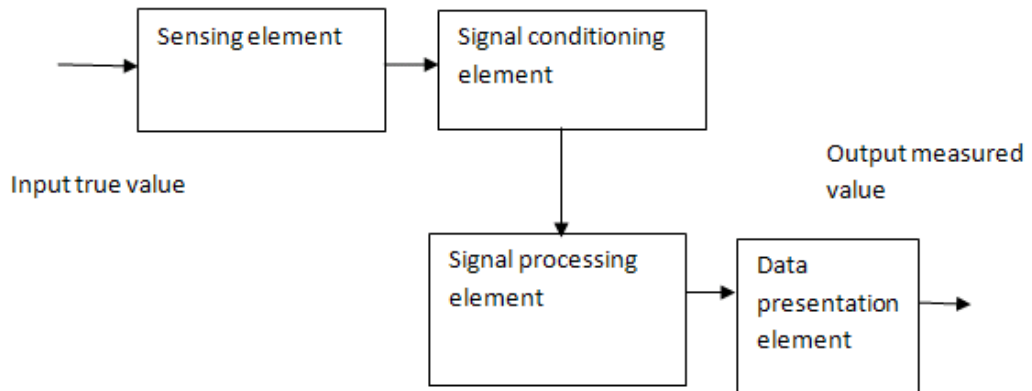 Sensing element
Signal conditioning
element
Input true value
Output measured
value
Signal processing
element
Data
presentation
element